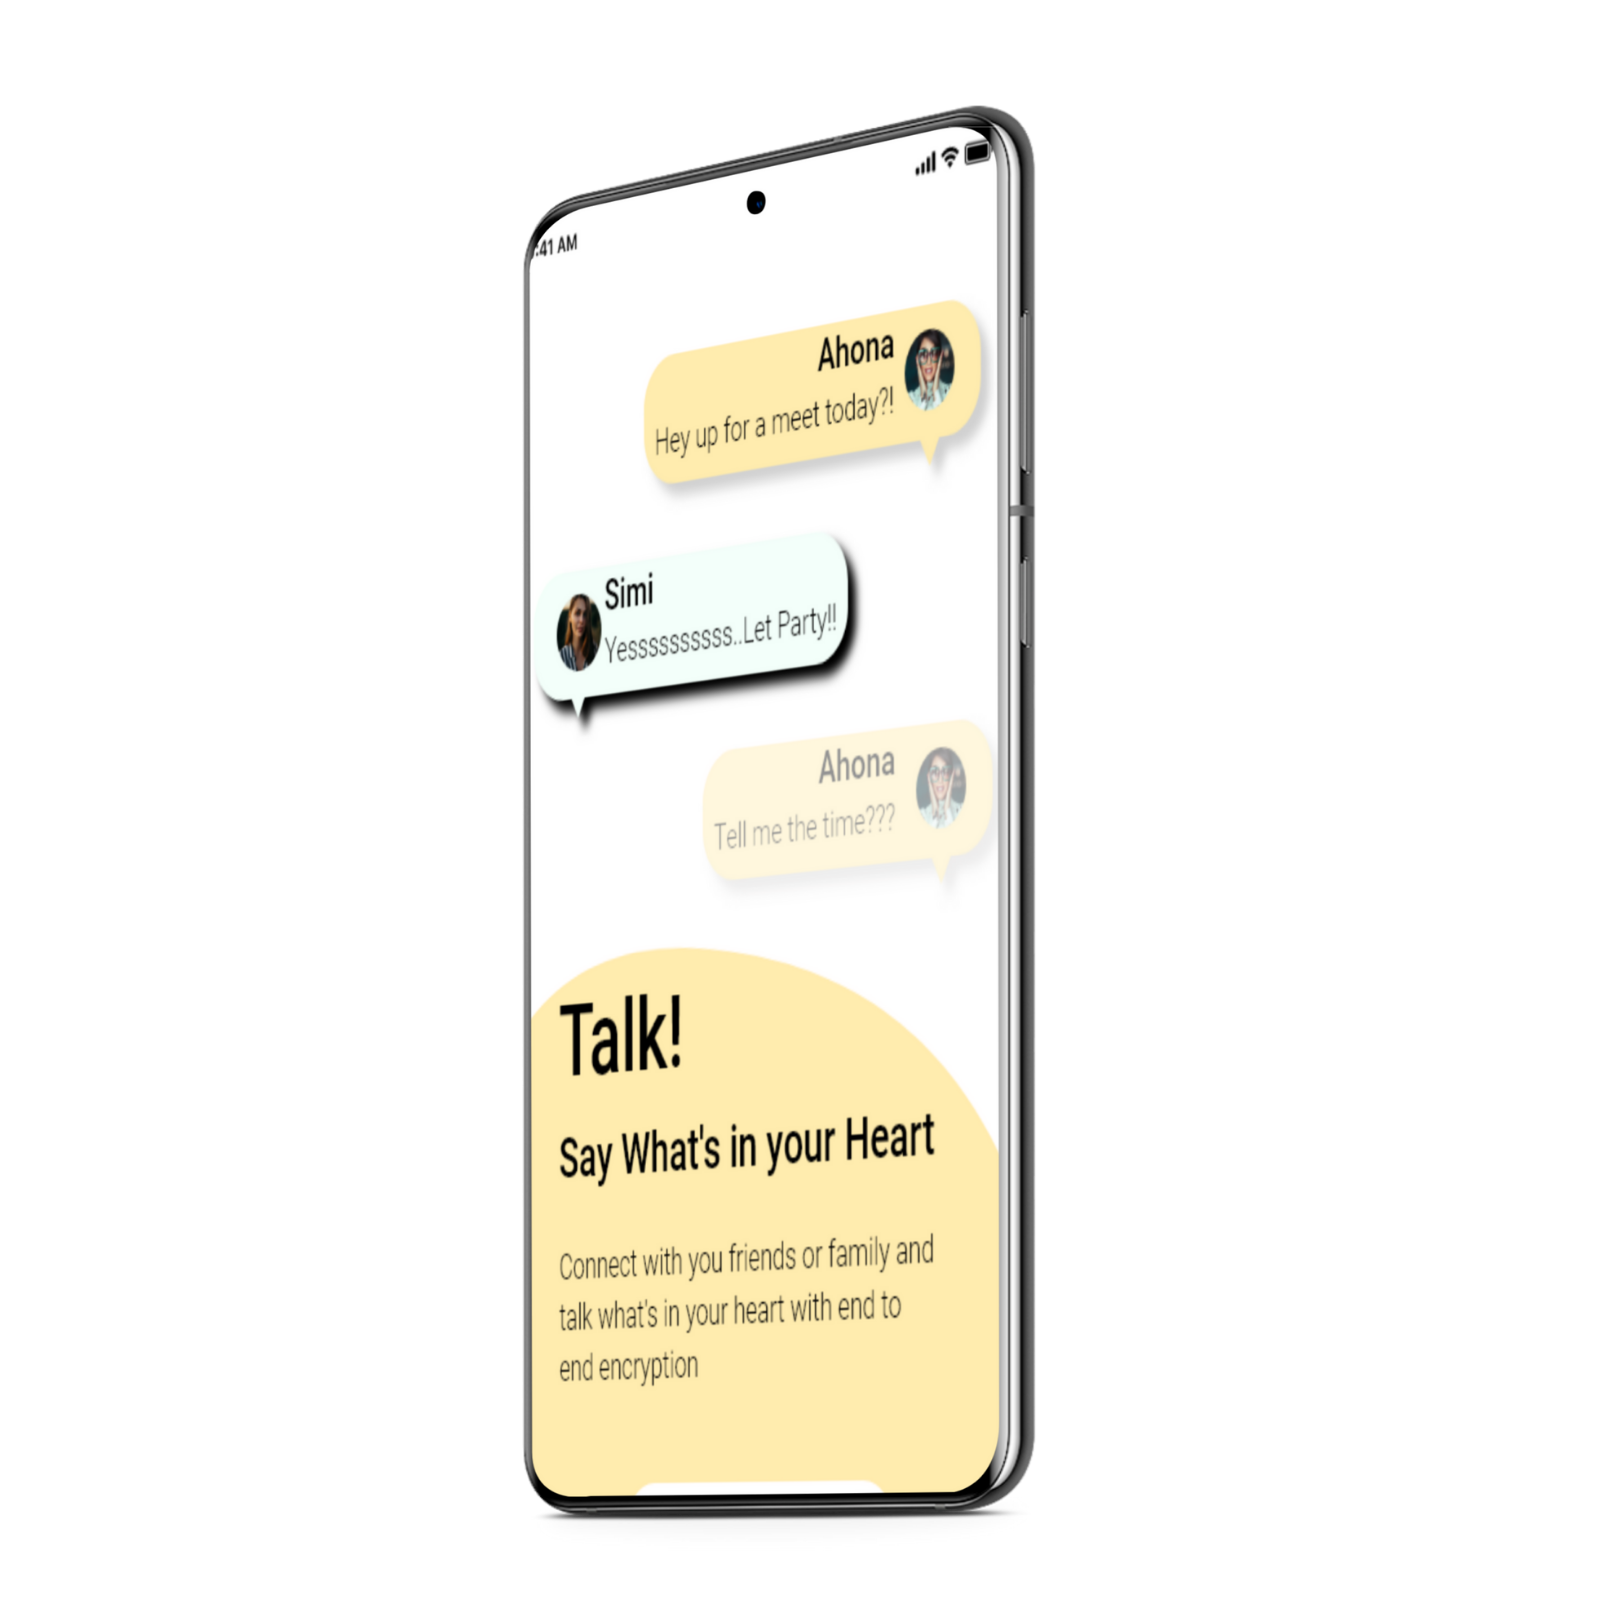 :41 AM
Ahona
Hey up for a meet today?!
Simi
Yesssssssssss..Let Party!!
Ahona
Tell me the time???
Talk!
Say What's in your Heart
Connect with you friends or family and
talk what's in your heart with end to
end encryption